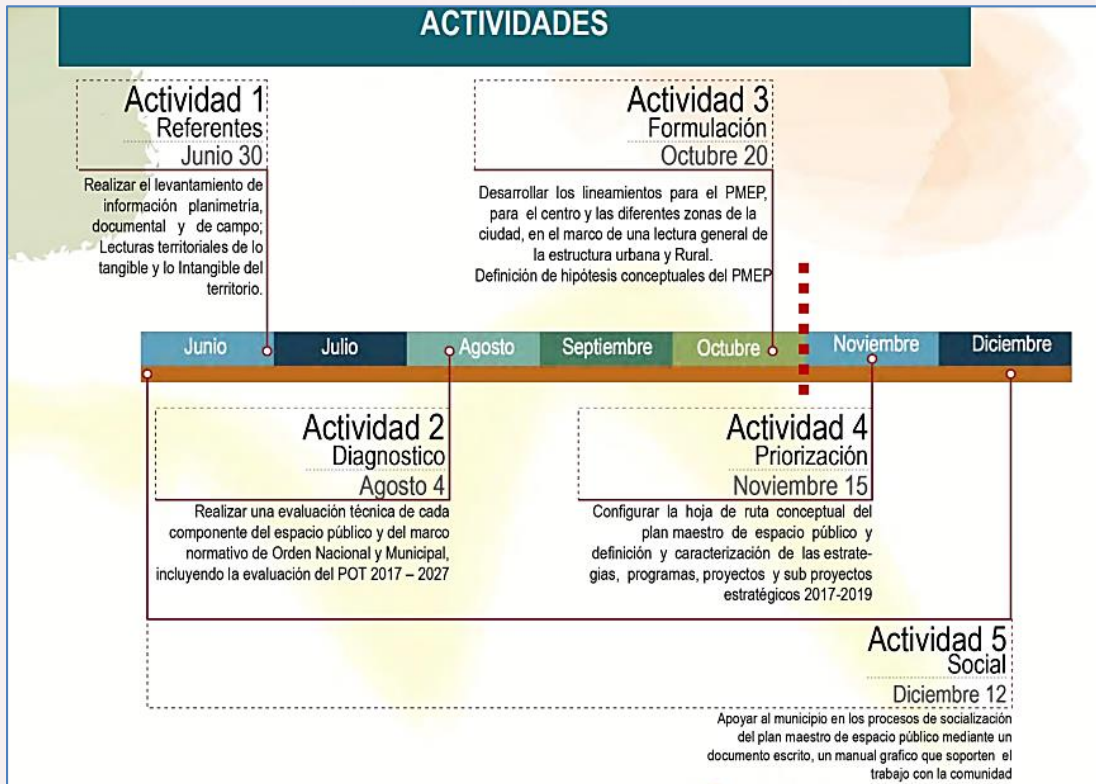 ACTIVIDADES
Actividad 1
Referentes
Junio 30
Realizar el levantamiento de
información planimetría,
documental y de campo;
Lecturas territoriales de lo
tangible y lo Intangible del
territorio.
Actividad 3
Formulación
Octubre 20
Desarrollar los lineamientos para el PMEP,
para el centro y las diferentes zonas de la
ciudad, en el marco de una lectura general de
la estructura urbana y Rural.
Definición de hipótesis conceptuales del PMEP
Junio Julio Agosto Septiembre Octubre Noviembre Diciembre
Actividad 2
Diagnostico
Agosto 4
Realizar una evaluación técnica de cada
componente del espacio público y del marco
normativo de Orden Nacional y Municipal,
incluyendo la evaluación del POT 2017 – 2027
Actividad 4
Priorización
Noviembre 15
Configurar la hoja de ruta conceptual del
plan maestro de espacio público y
definición y caracterización de las estrate-
gias, programas, proyectos y sub proyectos
estratégicos 2017-2019
Actividad 5
Social
Diciembre 12
Apoyar al municipio en los procesos de socialización
del plan maestro de espacio público mediante un
documento escrito, un manual grafico que soporten el
trabajo con la comunidad